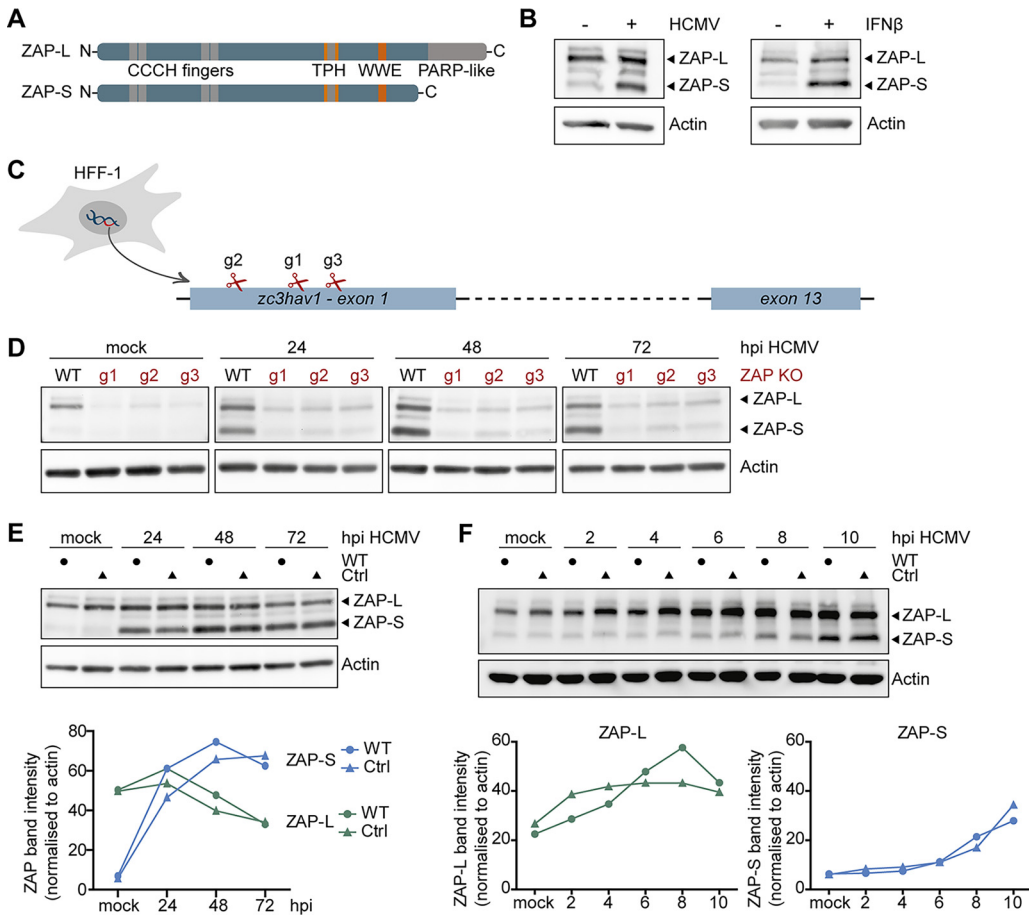 A
ZAP-L N- -C
CCCH fingers TPH WWE PARP-like
ZAP-S N- -C
B
- + HCMV
ZAP-L
ZAP-S
Actin
- + IFNβ
ZAP-L
ZAP-S
Actin
C
HFF-1
g2 g1 g3
zc3hav1 - exon 1 exon 13
D
mock 24 48 72 hpi HCMV
WT g1 g2 g3 WT g1 g2 g3 WT g1 g2 g3 WT g1 g2 g3 ZAP KO
ZAP-L
ZAP-S
Actin
E
mock 24 48 72 hpi HCMV
WT
Ctrl
ZAP-L
ZAP-S
Actin
ZAP band intensity
(normalised to actin)
80
60
40
20
0
mock 24 48 72 hpi
ZAP-S WT
Ctrl
ZAP-L WT
Ctrl
F
mock 2 4 6 8 10 hpi HCMV
WT
Ctrl
ZAP-L
ZAP-S
Actin
ZAP-L
ZAP-L band intensity
(normalised to actin)
60
40
20
0
mock 2 4 6 8 10
ZAP-S
ZAP-S band intensity
(normalised to actin)
60
40
20
0
mock 2 4 6 8 10